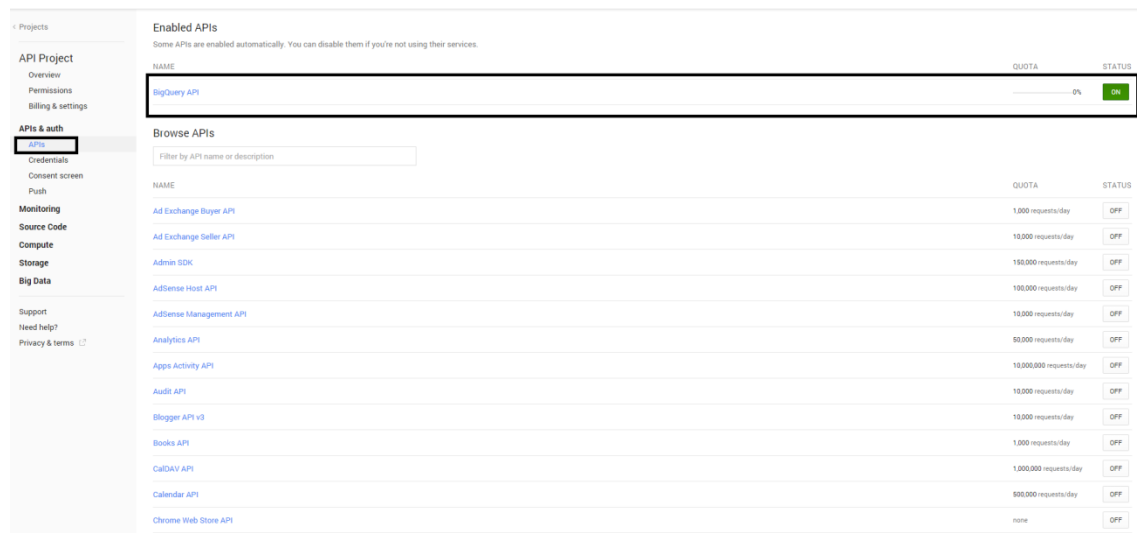 < Projects
API Project
Overview
Permissions
Billing & settings
APIs & auth
APIs
Credentials
Consent screen
Push
Monitoring
Source Code
Compute
Storage
Big Data
Support
Need help?
Privacy & terms
Enabled APIs
Some APIs are enabled automatically. You can disable them if you're not using their services.
NAME QUOTA STATUS
BigQuery API 0% ON
Browse APIs
Filter by API name or description
NAME QUOTA STATUS
Ad Exchange Buyer API 1,000 requests/day OFF
Ad Exchange Seller API 10,000 requests/day OFF
Admin SDK 150,000 requests/day OFF
AdSense Host API 100,000 requests/day OFF
AdSense Management API 10,000 requests/day OFF
Analytics API 50,000 requests/day OFF
Apps Activity API 10,000,000 requests/day OFF
Audit API 10,000 requests/day OFF
Blogger API v3 10,000 requests/day OFF
Books API 1,000 requests/day OFF
CalDAV API 1,000,000 requests/day OFF
Calendar API 500,000 requests/day OFF
Chrome Web Store API none OFF